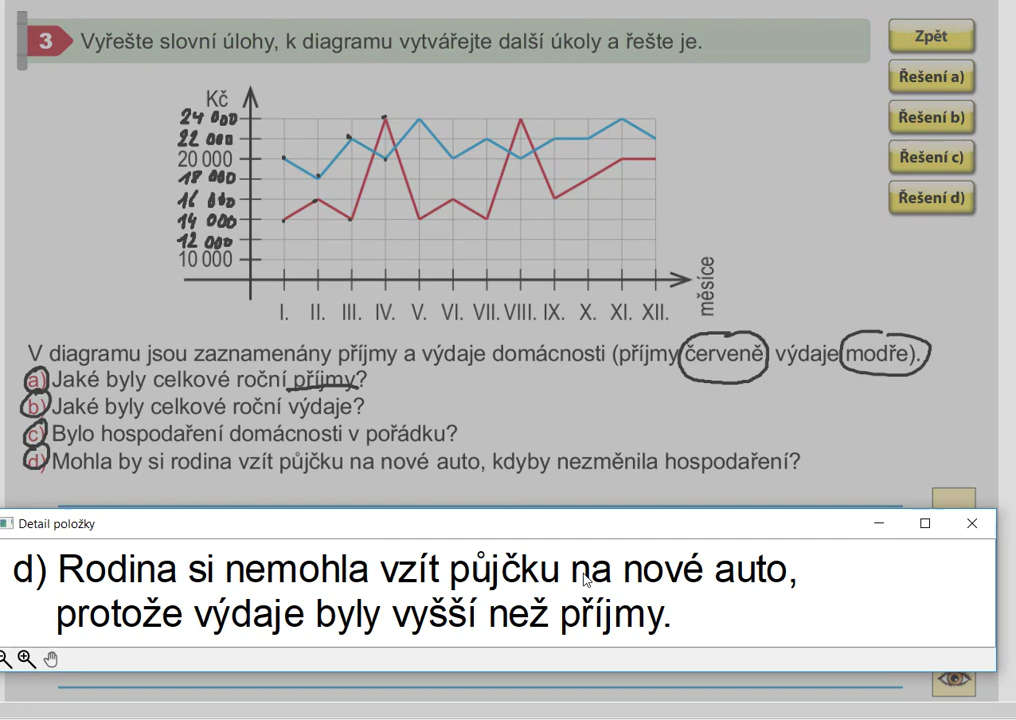 3 Vyřešte slovní úlohy, k diagramu vytvářejte další úkoly a řešte je.
Zpět
Řešení a)
Řešení b)
Řešení c)
Řešení d)
Kč
24 000
22 000
20 000
18 000
16 000
14 000
12 000
10 000
měsíce
I. II. III. IV. V. VI. VII. VIII. IX. X. XI. XII.
V diagramu jsou zaznamenány příjmy a výdaje domácnosti (příjmy červeně, výdaje modře).
a) Jaké byly celkové roční příjmy?
b) Jaké byly celkové roční výdaje?
c) Bylo hospodaření domácnosti v pořádku?
d) Mohla by si rodina vzít půjčku na nové auto, kdyby nezměnila hospodaření?
Detail položky
d) Rodina si nemohla vzít půjčku na nové auto,
protože výdaje byly vyšší než příjmy.